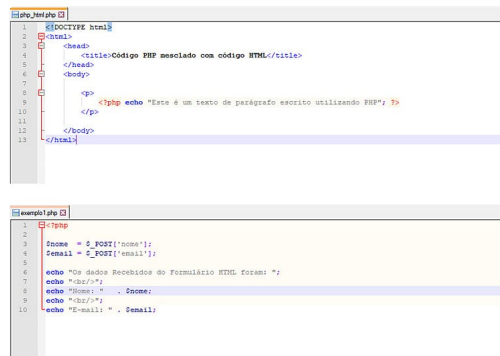 php_html.php
1 <!DOCTYPE html>
2 <html>
3 <head>
4 <title>Código PHP mesclado com código HTML</title>
5 </head>
6 <body>
7
8 <p>
9 <?php echo "Este é um texto de parágrafo escrito utilizando PHP"; ?>
10 </p>
11
12 </body>
13 </html>
exemplo1.php
1 <?php
2
3 $nome = $_POST['nome'];
4 $email = $_POST['email'];
5
6 echo "Os dados Recebidos do Formulário HTML foram: ";
7 echo "<br/>";
8 echo "Nome: " . $nome;
9 echo "<br/>";
10 echo "E-mail: " . $email;